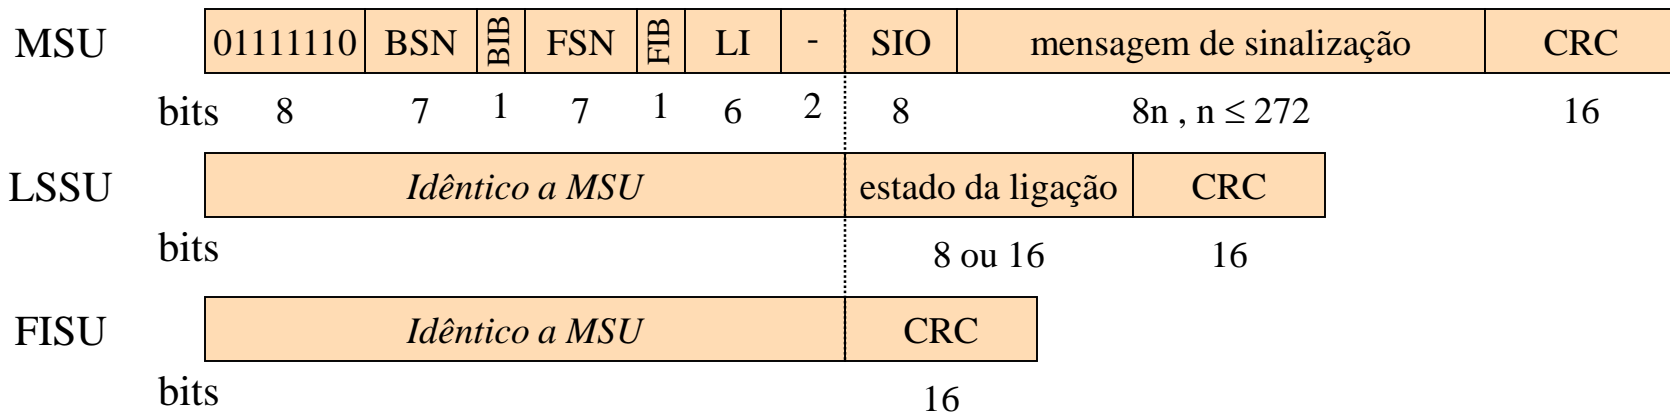 MSU 01111110 BSN BIB FSN FIB LI - SIO mensagem de sinalização CRC
bits 8 7 1 7 1 6 2 8 8n , n ≤ 272 16
LSSU Idêntico a MSU estado da ligação CRC
bits 8 ou 16 16
FISU Idêntico a MSU CRC
bits 16